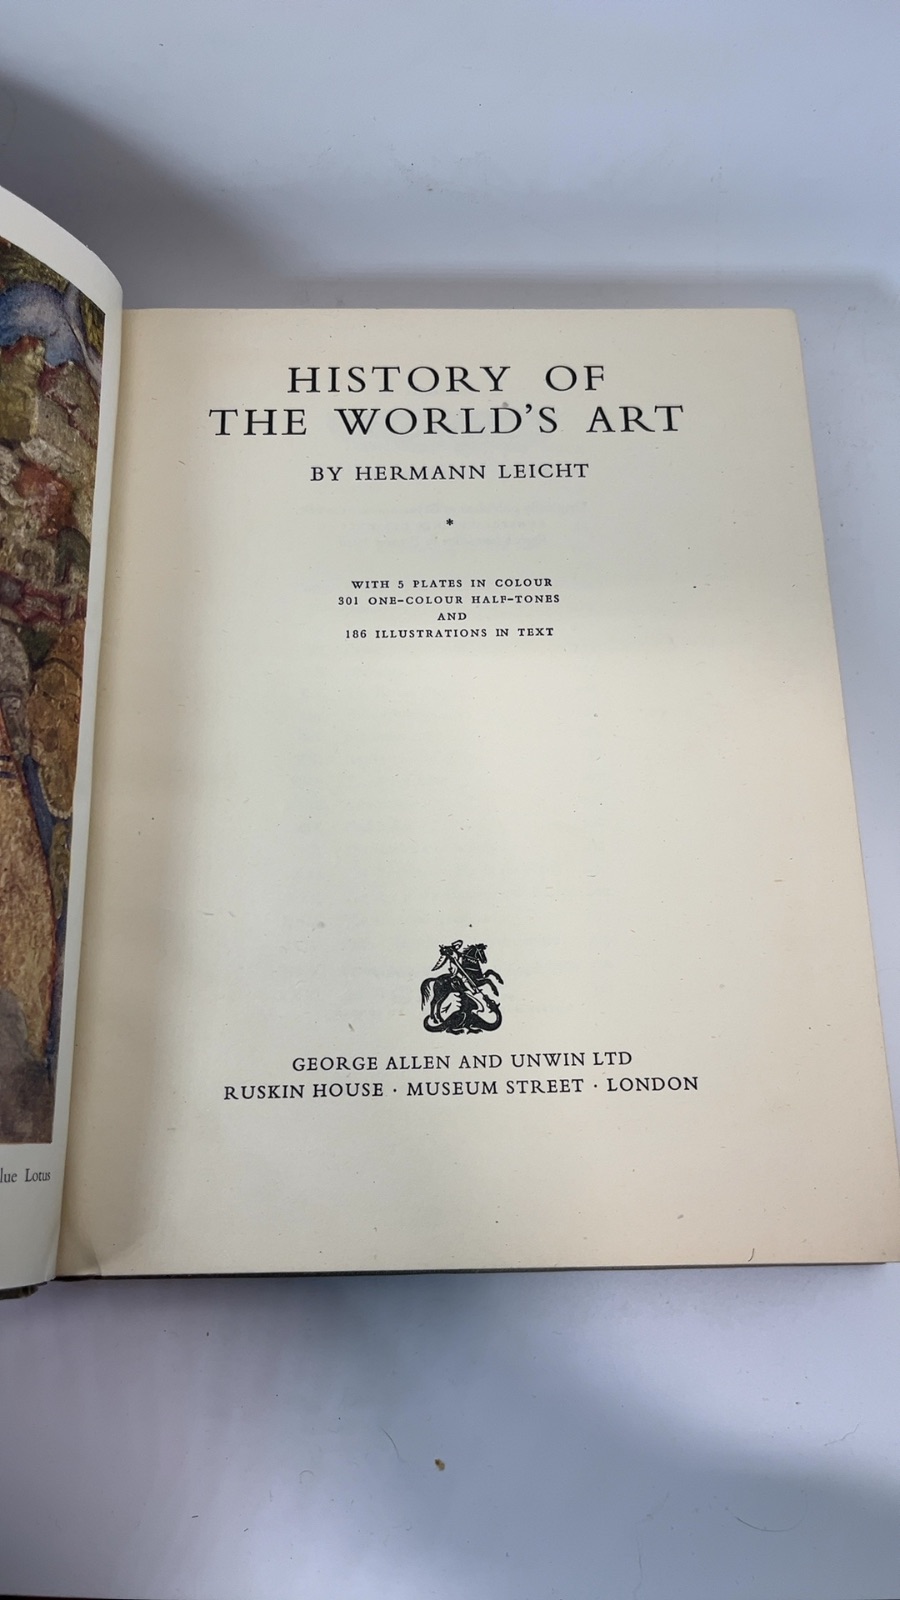 HISTORY OF
THE WORLD'S ART
BY HERMANN LEICHT
*
WITH 5 PLATES IN COLOUR
301 ONE-COLOUR HALF-TONES
AND
186 ILLUSTRATIONS IN TEXT
GEORGE ALLEN AND UNWIN LTD
RUSKIN HOUSE · MUSEUM STREET · LONDON
lue Lotus